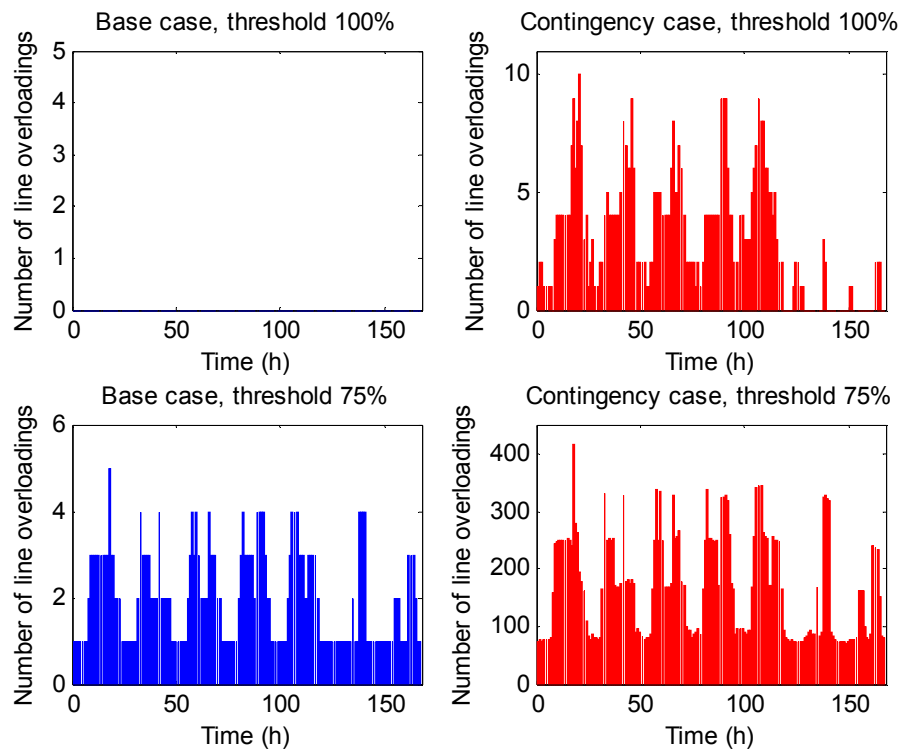 Base case, threshold 100%
Number of line overloadings
5
4
3
2
1
0
0 50 100 150
Time (h)
Contingency case, threshold 100%
Number of line overloadings
10
5
0
0 50 100 150
Time (h)
Base case, threshold 75%
Number of line overloadings
6
4
2
0
0 50 100 150
Time (h)
Contingency case, threshold 75%
Number of line overloadings
400
300
200
100
0
0 50 100 150
Time (h)